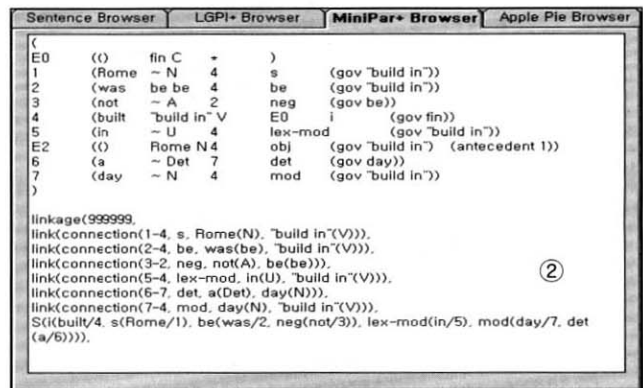 Sentence Browser LGPI+ Browser MiniPar+ Browser Apple Pie Browser
(
E0 (() fin C * )
1 (Rome ~ N 4 s (gov "build in"))
2 (was be be 4 be (gov "build in"))
3 (not ~ A 2 neg (gov be))
4 (built "build in" V E0 i (gov fin))
5 (in ~ U 4 lex-mod (gov "build in"))
E2 (() Rome N 4 obj (gov "build in") (antecedent 1))
6 (a ~ Det 7 det (gov day))
7 (day ~ N 4 mod (gov "build in"))
)
linkage(999999,
link(connection(1-4, s, Rome(N), "build in"(V))),
link(connection(2-4, be, was(be), "build in"(V))),
link(connection(3-2, neg, not(A), be(be))),
link(connection(5-4, lex-mod, in(U), "build in"(V))),
link(connection(6-7, det, a(Det), day(N))),
link(connection(7-4, mod, day(N), "build in"(V))),
S(i(built/4, s(Rome/1), be(was/2, neg(not/3)), lex-mod(in/5), mod(day/7, det
(a/6)))),
②